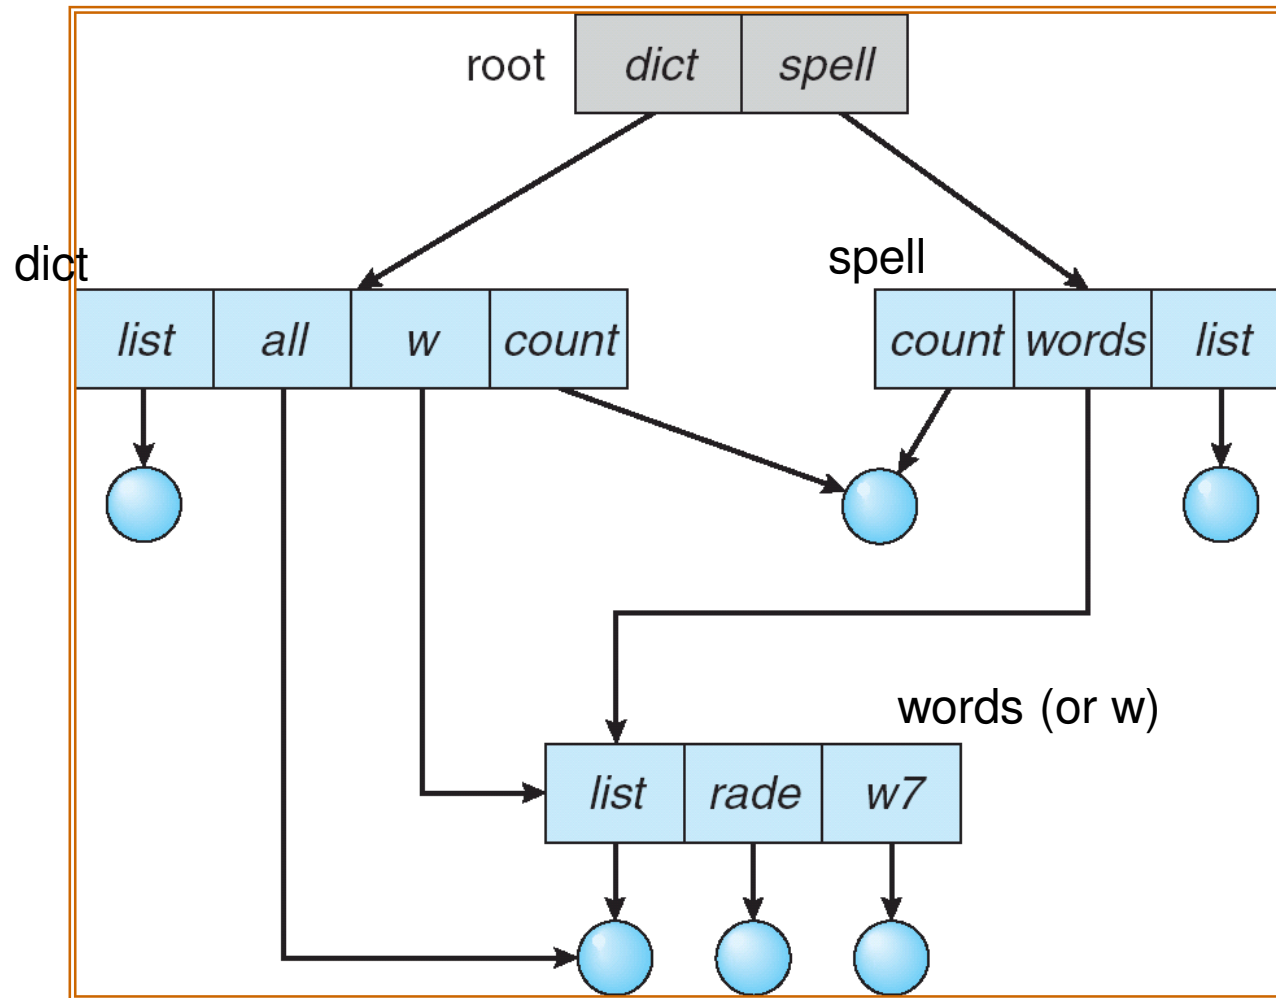 root dict spell
dict spell
list all w count count words list
words (or w)
list rade w7